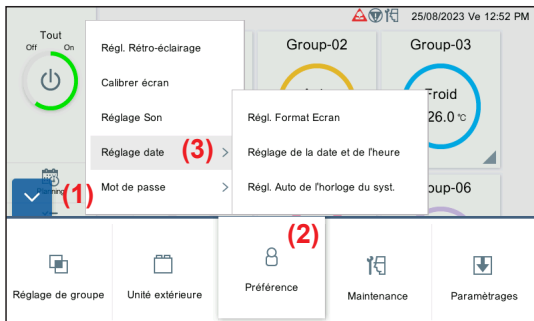 25/08/2023 Ve 12:52 PM
Tout
Off On
Régl. Rétro-éclairage
Calibrer écran
Réglage Son
Réglage date (3) >
Mot de passe >
Group-02
Group-03
Froid
26.0 °C
Régl. Format Ecran
Réglage de la date et de l'heure
Régl. Auto de l'horloge du syst.
(1)
(2)
Réglage de groupe
Unité extérieure
Préférence
Maintenance
Paramètrages